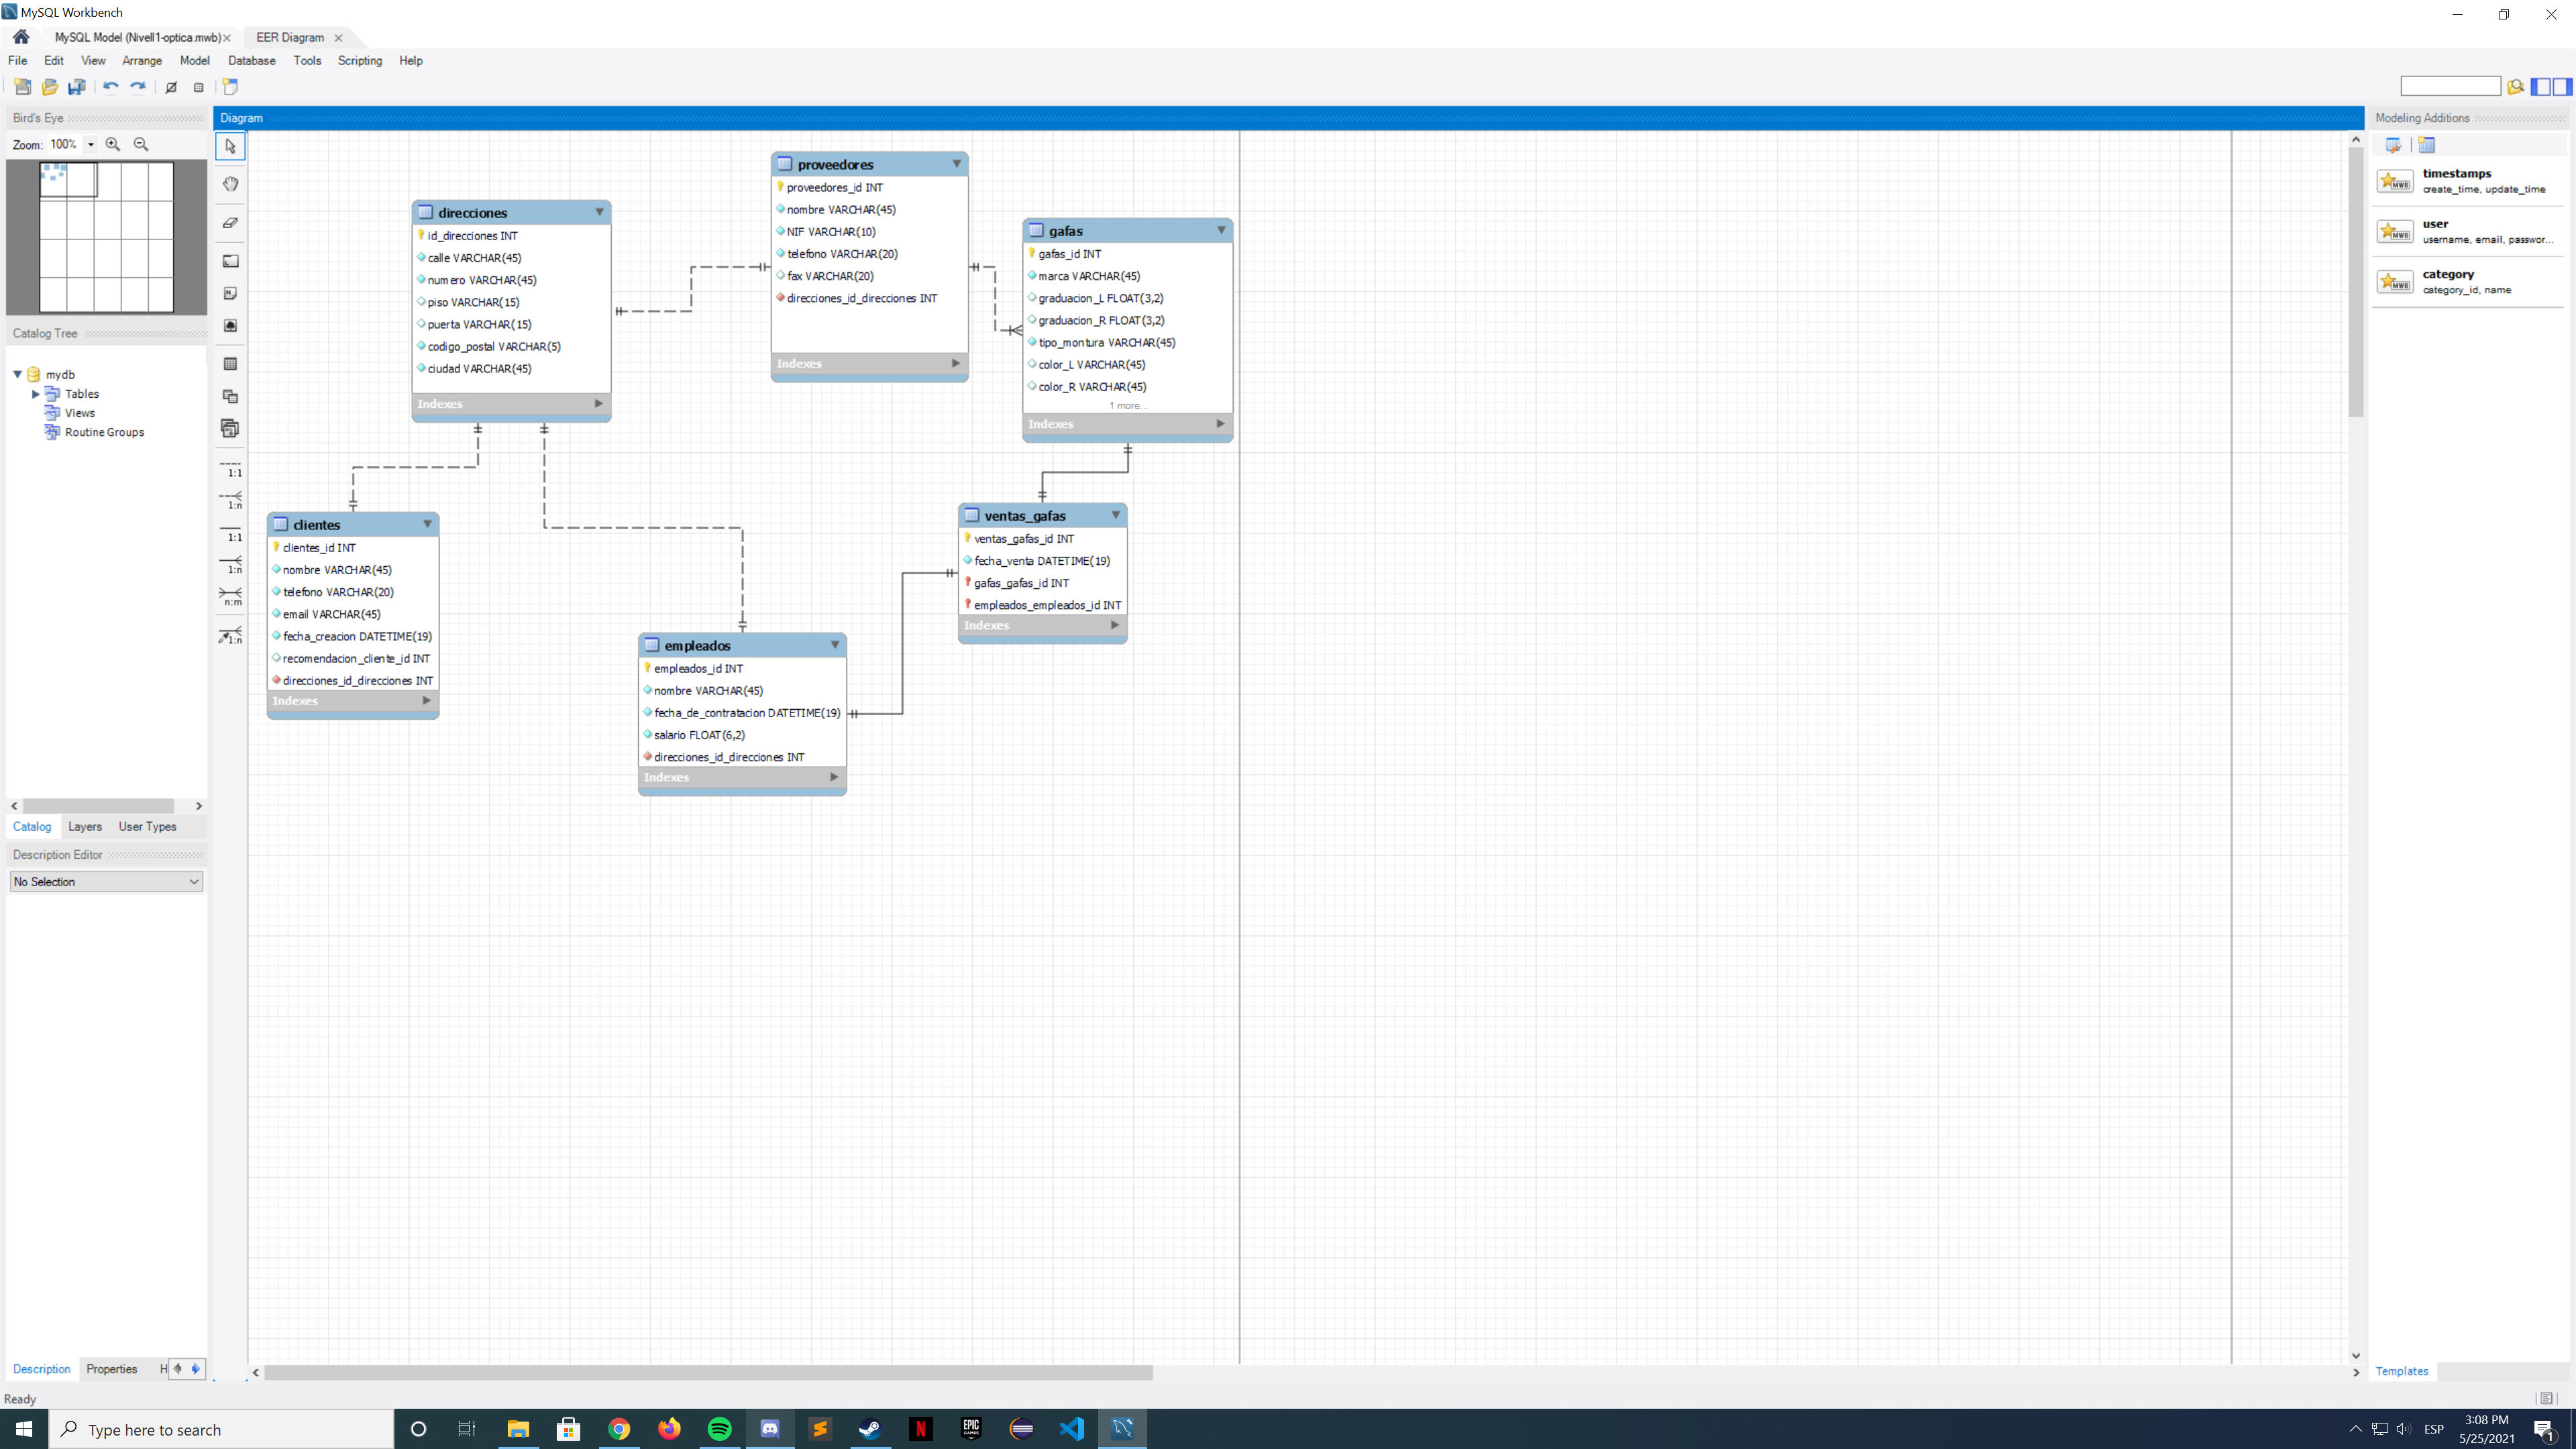 MySQL Workbench
MySQL Model (Nivell1-optica.mwb)
EER Diagram
File Edit View Arrange Model Database Tools Scripting Help
Bird's Eye
Zoom: 100%
Catalog Tree
mydb
Tables
Views
Routine Groups
Catalog Layers User Types
Description Editor
No Selection
Description Properties H
Ready
Diagram
1:1
1:n
1:1
1:n
n:m
1:n
direcciones
id_direcciones INT
calle VARCHAR(45)
numero VARCHAR(45)
piso VARCHAR(15)
puerta VARCHAR(15)
codigo_postal VARCHAR(5)
ciudad VARCHAR(45)
Indexes
proveedores
proveedores_id INT
nombre VARCHAR(45)
NIF VARCHAR(10)
telefono VARCHAR(20)
fax VARCHAR(20)
direcciones_id_direcciones INT
Indexes
gafas
gafas_id INT
marca VARCHAR(45)
graduacion_L FLOAT(3,2)
graduacion_R FLOAT(3,2)
tipo_montura VARCHAR(45)
color_L VARCHAR(45)
color_R VARCHAR(45)
1 more...
Indexes
clientes
clientes_id INT
nombre VARCHAR(45)
telefono VARCHAR(20)
email VARCHAR(45)
fecha_creacion DATETIME(19)
recomendacion_cliente_id INT
direcciones_id_direcciones INT
Indexes
empleados
empleados_id INT
nombre VARCHAR(45)
fecha_de_contratacion DATETIME(19)
salario FLOAT(6,2)
direcciones_id_direcciones INT
Indexes
ventas_gafas
ventas_gafas_id INT
fecha_venta DATETIME(19)
gafas_gafas_id INT
empleados_empleados_id INT
Indexes
Modeling Additions
timestamps
create_time, update_time
user
username, email, passwor...
category
category_id, name
Templates
Type here to search
EPIC GAMES
ESP
3:08 PM
5/25/2021
1